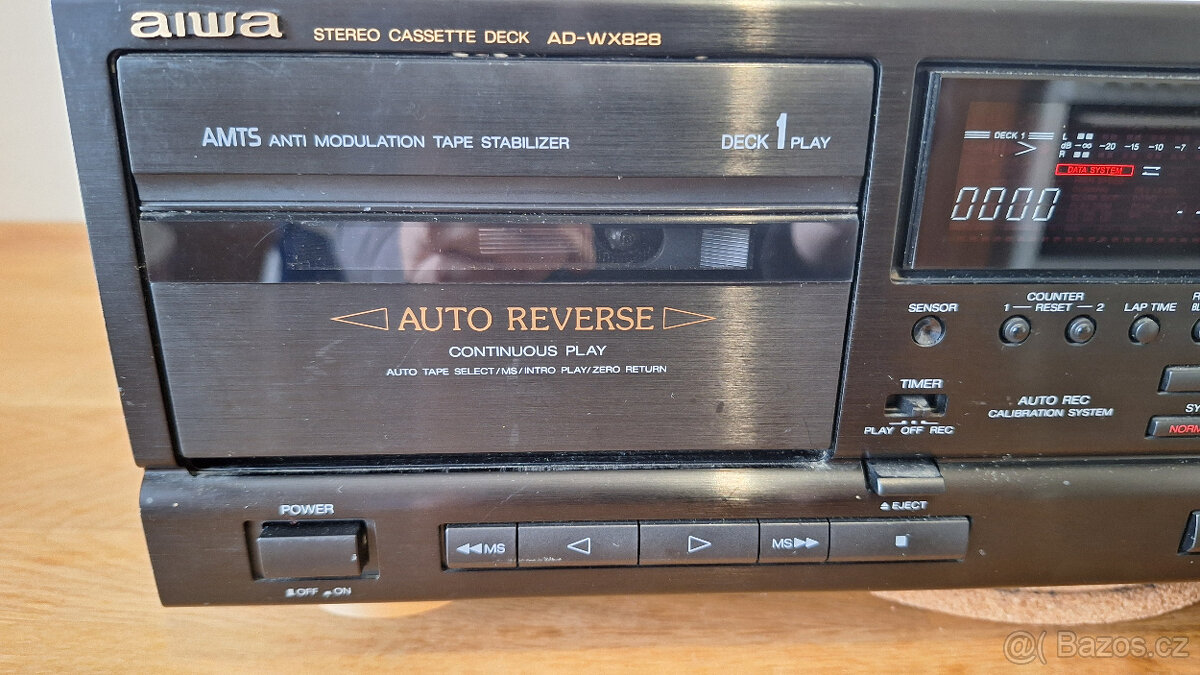 aiwa STEREO CASSETTE DECK AD-WX828
AMTS ANTI MODULATION TAPE STABILIZER
DECK 1 PLAY
AUTO REVERSE
CONTINUOUS PLAY
AUTO TAPE SELECT/MS/INTRO PLAY/ZERO RETURN
DECK 1
L
dB -∞ -20 -15 -10 -7
R
DATA SYSTEM
0000
SENSOR
COUNTER
1 RESET 2
LAP TIME
TIMER
PLAY OFF REC
AUTO REC
CALIBRATION SYSTEM
EJECT
POWER
OFF ON
MS
MS
@( Bazos.cz